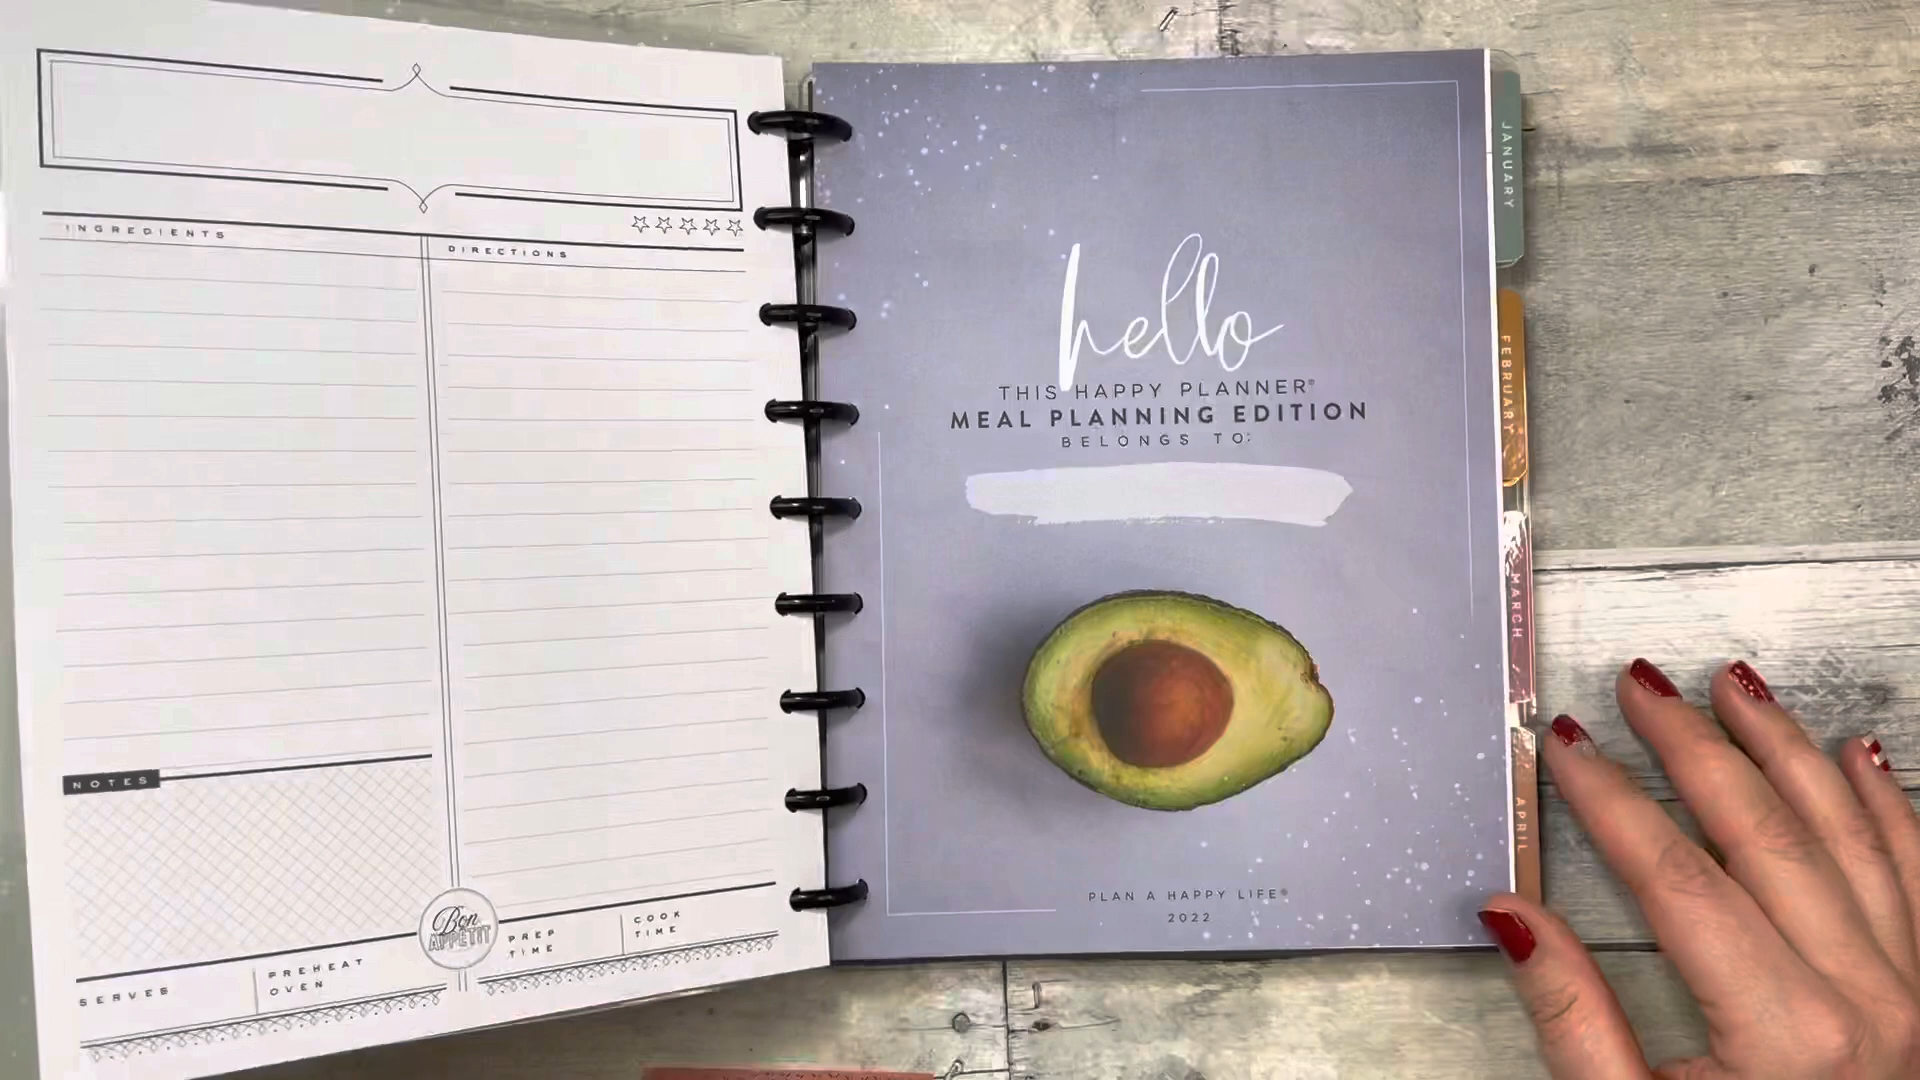 INGREDIENTS
DIRECTIONS
NOTES
SERVES
PREHEAT
OVEN
Bon
APPÉTIT
PREP
TIME
COOK
TIME
hello
THIS HAPPY PLANNER®
MEAL PLANNING EDITION
BELONGS TO:
PLAN A HAPPY LIFE®
2022
JANUARY
FEBRUARY
MARCH
APRIL